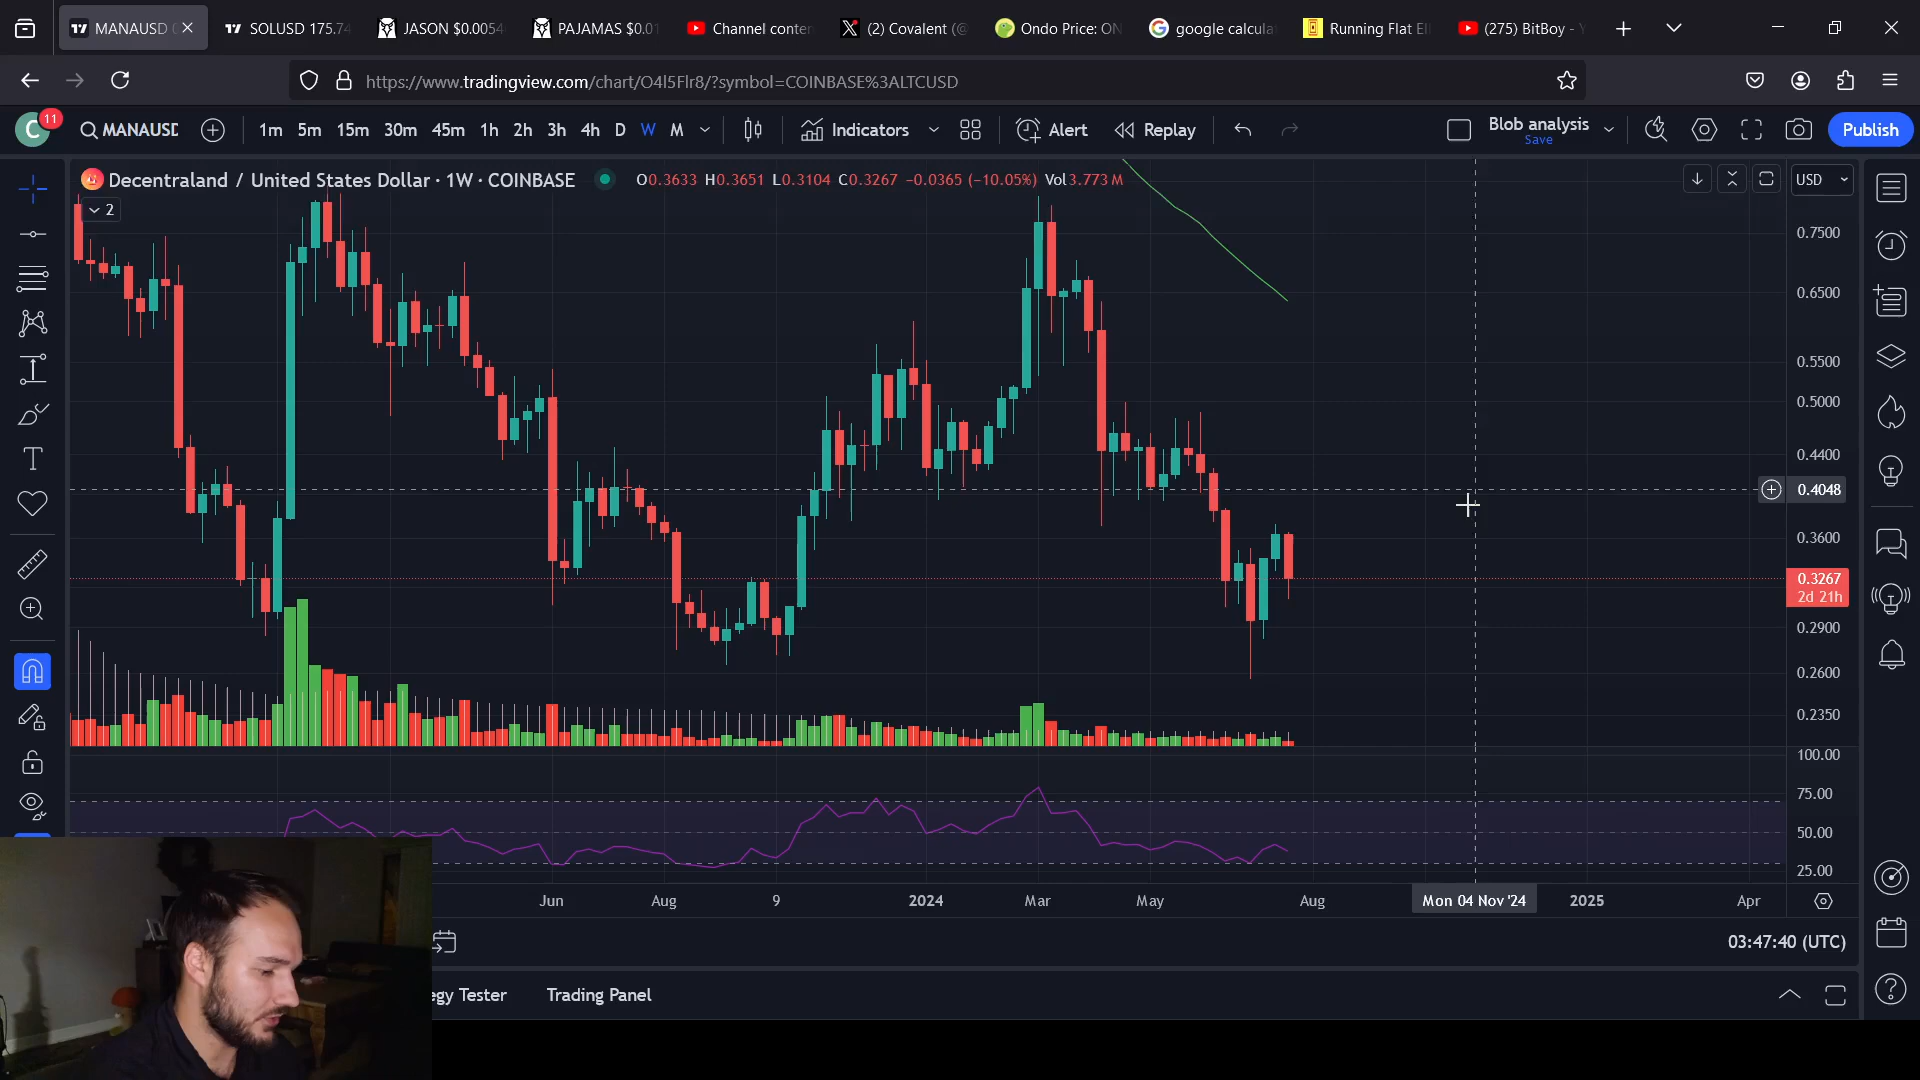 MANAUSD
SOLUSD 175.74
JASON $0.0054
PAJAMAS $0.01
Channel conten
(2) Covalent (@
Ondo Price: ON
google calcula
Running Flat Ell
(275) BitBoy - Y
https://www.tradingview.com/chart/O4l5Flr8/?symbol=COINBASE%3ALTCUSD
C
11
MANAUSD
1m 5m 15m 30m 45m 1h 2h 3h 4h D W M
Indicators
Alert
Replay
Blob analysis
Save
Publish
Decentraland / United States Dollar · 1W · COINBASE
O0.3633 H0.3651 L0.3104 C0.3267 -0.0365 (-10.05%) Vol3.773 M
USD
2
0.7500
0.6500
0.5500
0.5000
0.4400
0.4048
0.3600
0.3267
2d 21h
0.2900
0.2600
0.2350
100.00
75.00
50.00
25.00
Jun Aug 9 2024 Mar May Aug Mon 04 Nov '24 2025 Apr
03:47:40 (UTC)
egy Tester
Trading Panel